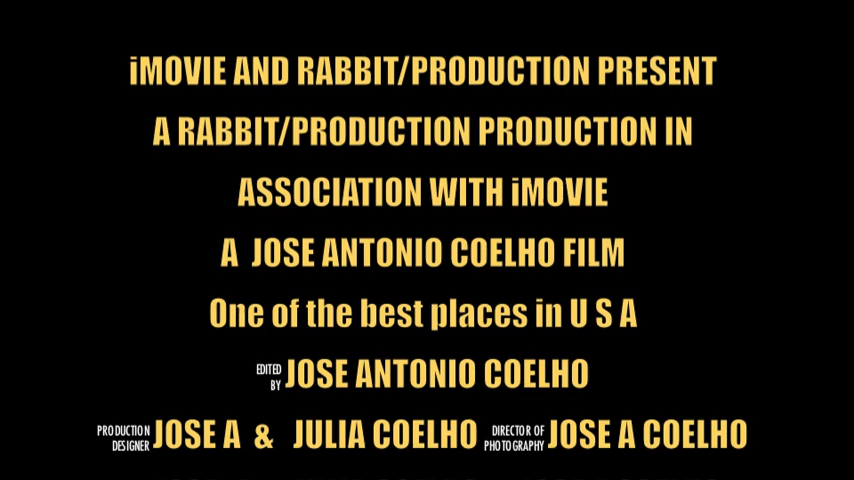 iMOVIE AND RABBIT/PRODUCTION PRESENT
A RABBIT/PRODUCTION PRODUCTION IN
ASSOCIATION WITH iMOVIE
A JOSE ANTONIO COELHO FILM
One of the best places in U S A
EDITED BY JOSE ANTONIO COELHO
PRODUCTION DESIGNER JOSE A & JULIA COELHO DIRECTOR OF PHOTOGRAPHY JOSE A COELHO